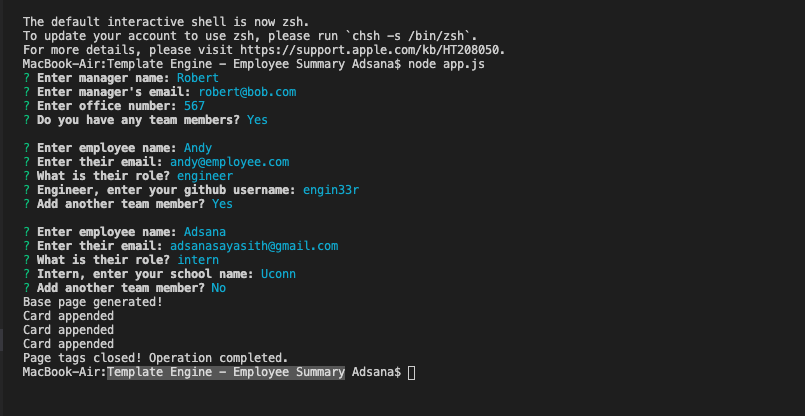 The default interactive shell is now zsh.
To update your account to use zsh, please run `chsh -s /bin/zsh`.
For more details, please visit https://support.apple.com/kb/HT208050.
MacBook-Air:Template Engine - Employee Summary Adsana$ node app.js
? Enter manager name: Robert
? Enter manager's email: robert@bob.com
? Enter office number: 567
? Do you have any team members? Yes
? Enter employee name: Andy
? Enter their email: andy@employee.com
? What is their role? engineer
? Engineer, enter your github username: engin33r
? Add another team member? Yes
? Enter employee name: Adsana
? Enter their email: adsanasayasith@gmail.com
? What is their role? intern
? Intern, enter your school name: Uconn
? Add another team member? No
Base page generated!
Card appended
Card appended
Card appended
Page tags closed! Operation completed.
MacBook-Air:Template Engine - Employee Summary Adsana$